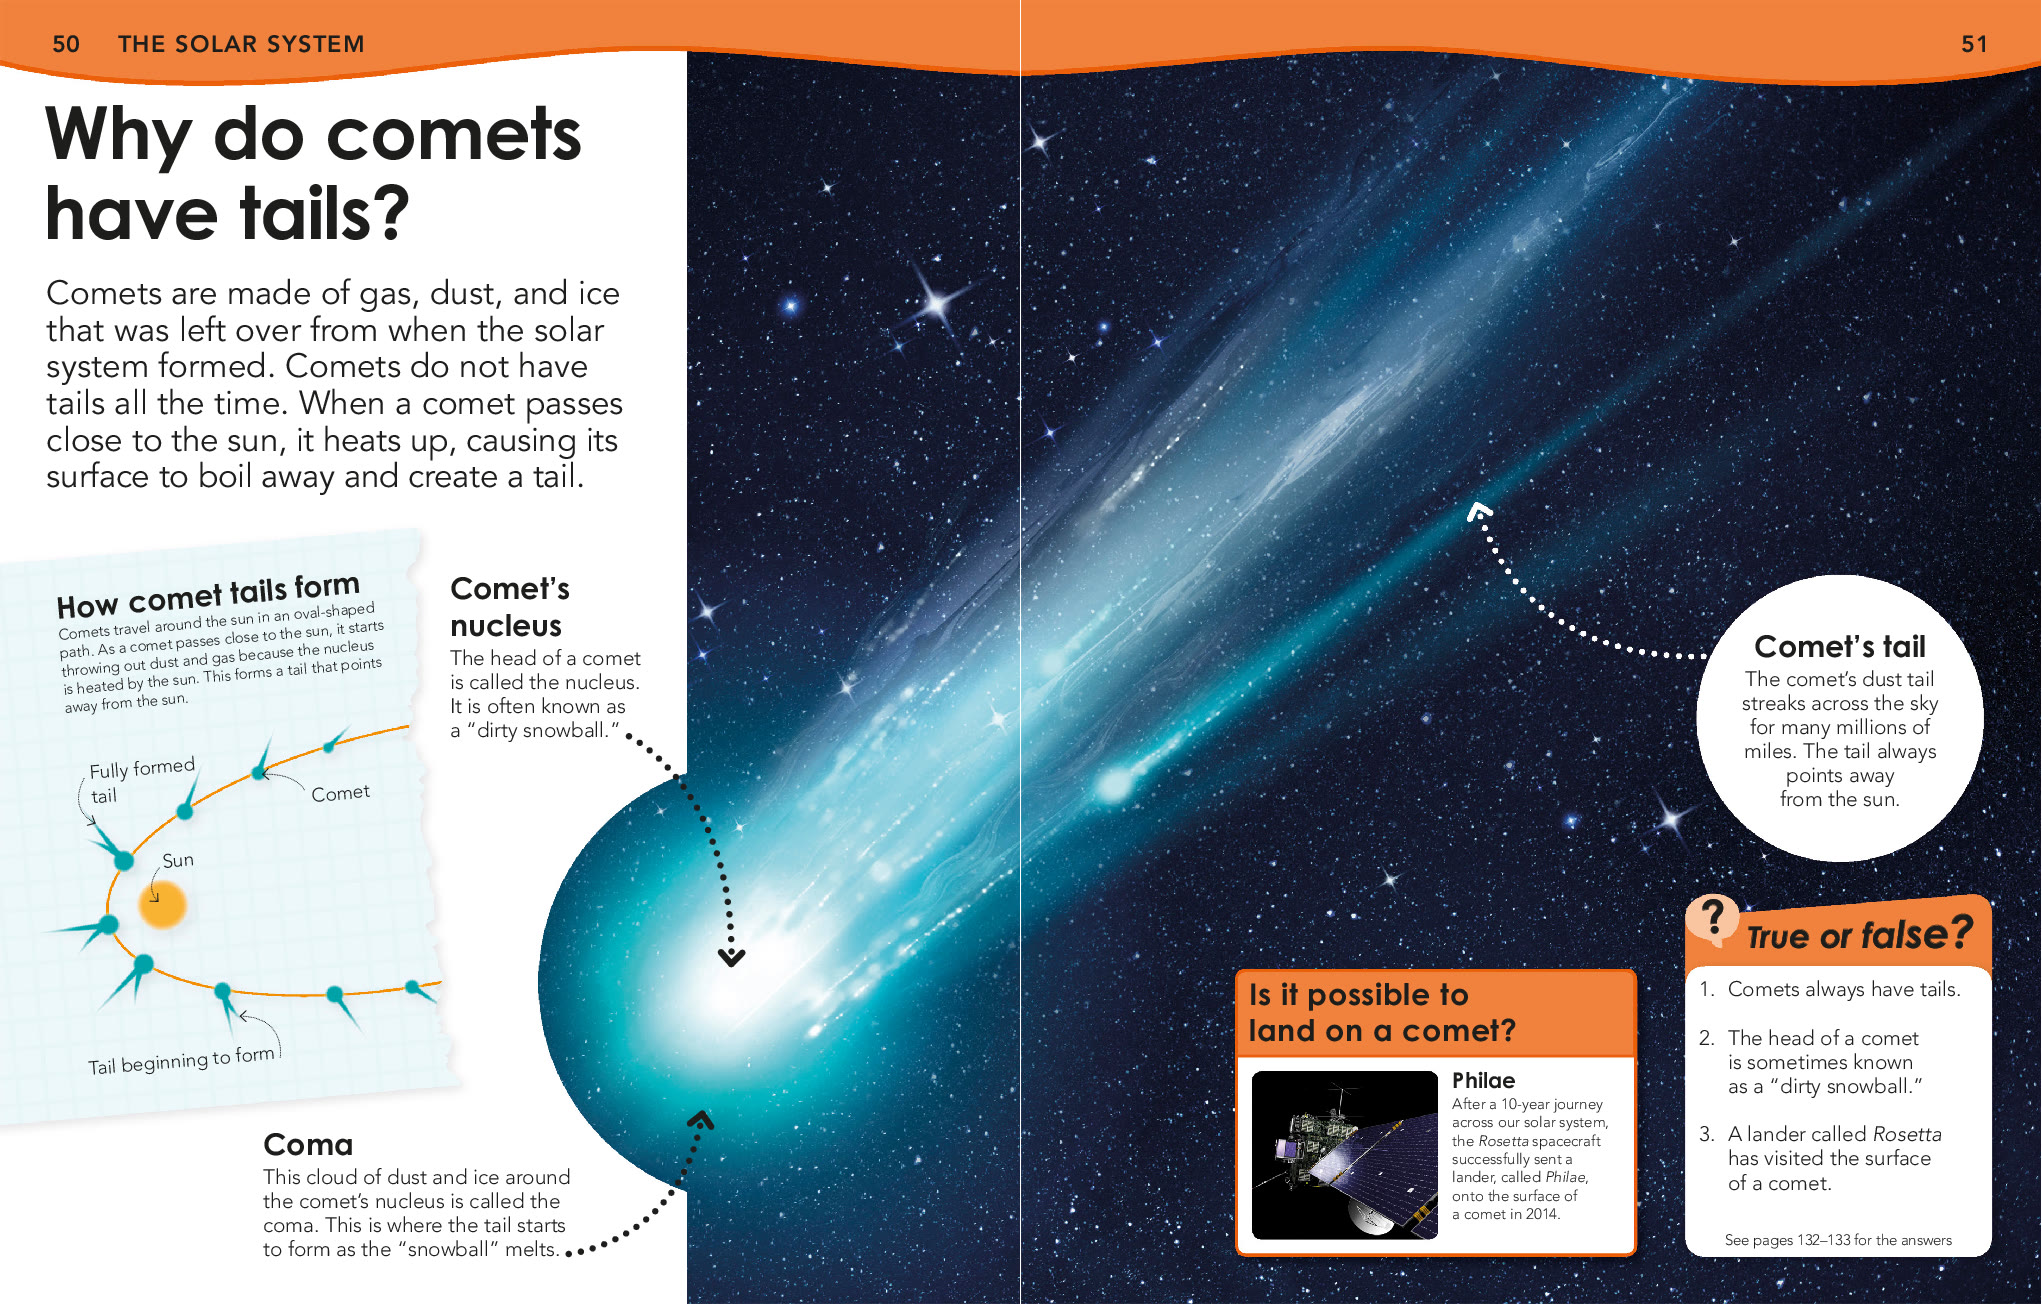 50 THE SOLAR SYSTEM
51
Why do comets
have tails?
Comets are made of gas, dust, and ice
that was left over from when the solar
system formed. Comets do not have
tails all the time. When a comet passes
close to the sun, it heats up, causing its
surface to boil away and create a tail.
How comet tails form
Comets travel around the sun in an oval-shaped
path. As a comet passes close to the sun, it starts
throwing out dust and gas because the nucleus
is heated by the sun. This forms a tail that points
away from the sun.
Fully formed
tail
Comet
Sun
Tail beginning to form
Comet’s
nucleus
The head of a comet
is called the nucleus.
It is often known as
a “dirty snowball.”
Coma
This cloud of dust and ice around
the comet’s nucleus is called the
coma. This is where the tail starts
to form as the “snowball” melts.
Comet’s tail
The comet’s dust tail
streaks across the sky
for many millions of
miles. The tail always
points away
from the sun.
Is it possible to
land on a comet?
Philae
After a 10-year journey
across our solar system,
the Rosetta spacecraft
successfully sent a
lander, called Philae,
onto the surface of
a comet in 2014.
?
True or false?
1. Comets always have tails.
2. The head of a comet
is sometimes known
as a “dirty snowball.”
3. A lander called Rosetta
has visited the surface
of a comet.
See pages 132–133 for the answers